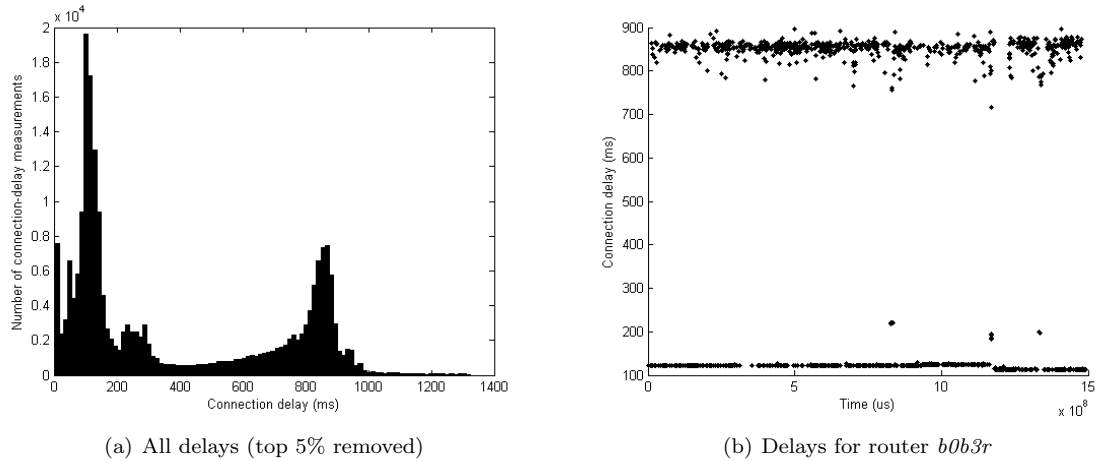 x 10^4
2
1.8
1.6
1.4
1.2
1
0.8
0.6
0.4
0.2
0
Number of connection-delay measurements
0 200 400 600 800 1000 1200 1400
Connection delay (ms)
(a) All delays (top 5% removed)
900
800
700
600
500
400
300
200
100
Connection delay (ms)
0 5 10 15
Time (us)
x 10^8
(b) Delays for router b0b3r